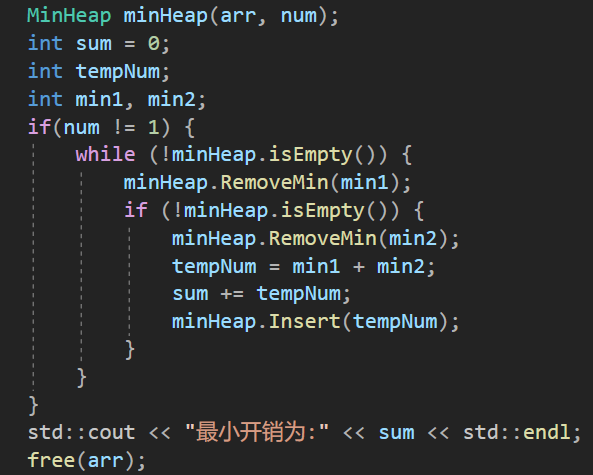 MinHeap minHeap(arr, num);
int sum = 0;
int tempNum;
int min1, min2;
if(num != 1) {
    while (!minHeap.isEmpty()) {
        minHeap.RemoveMin(min1);
        if (!minHeap.isEmpty()) {
            minHeap.RemoveMin(min2);
            tempNum = min1 + min2;
            sum += tempNum;
            minHeap.Insert(tempNum);
        }
    }
}
std::cout << "最小开销为:" << sum << std::endl;
free(arr);